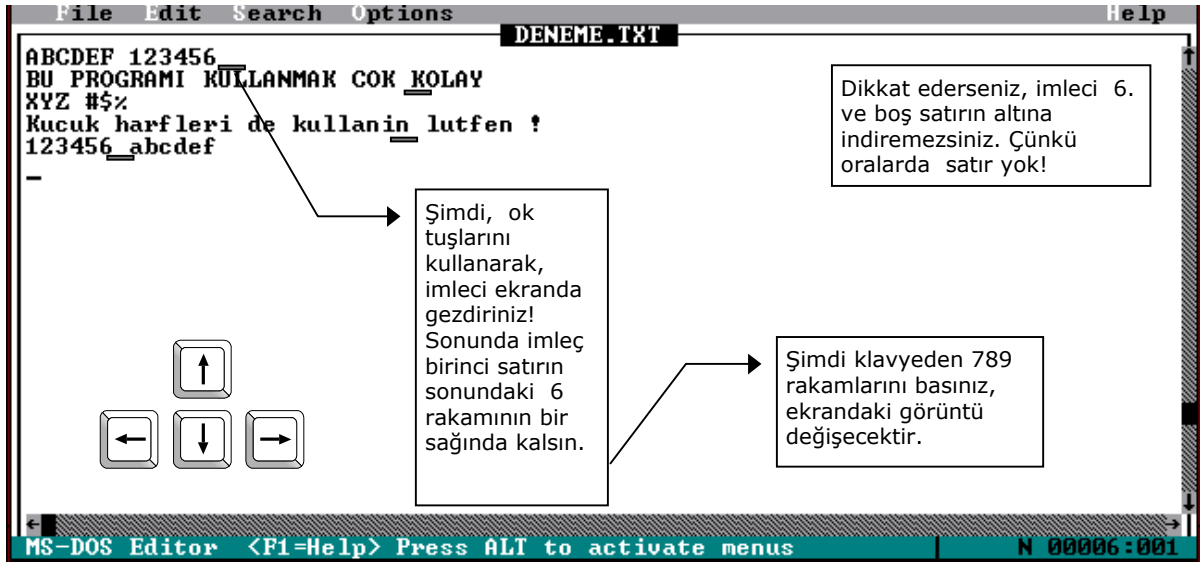 File Edit Search Options Help
DENEME.TXT
ABCDEF 123456
BU PROGRAMI KULLANMAK COK KOLAY
XYZ #$%
Kucuk harfleri de kullanin lutfen !
123456 abcdef
Dikkat ederseniz, imleci 6.
ve boş satırın altına
indiremezsiniz. Çünkü
oralarda satır yok!
Şimdi, ok
tuşlarını
kullanarak,
imleci ekranda
gezdiriniz!
Sonunda imleç
birinci satırın
sonundaki 6
rakamının bir
sağında kalsın.
Şimdi klavyeden 789
rakamlarını basınız,
ekrandaki görüntü
değişecektir.
MS-DOS Editor <F1=Help> Press ALT to activate menus N 00006:001